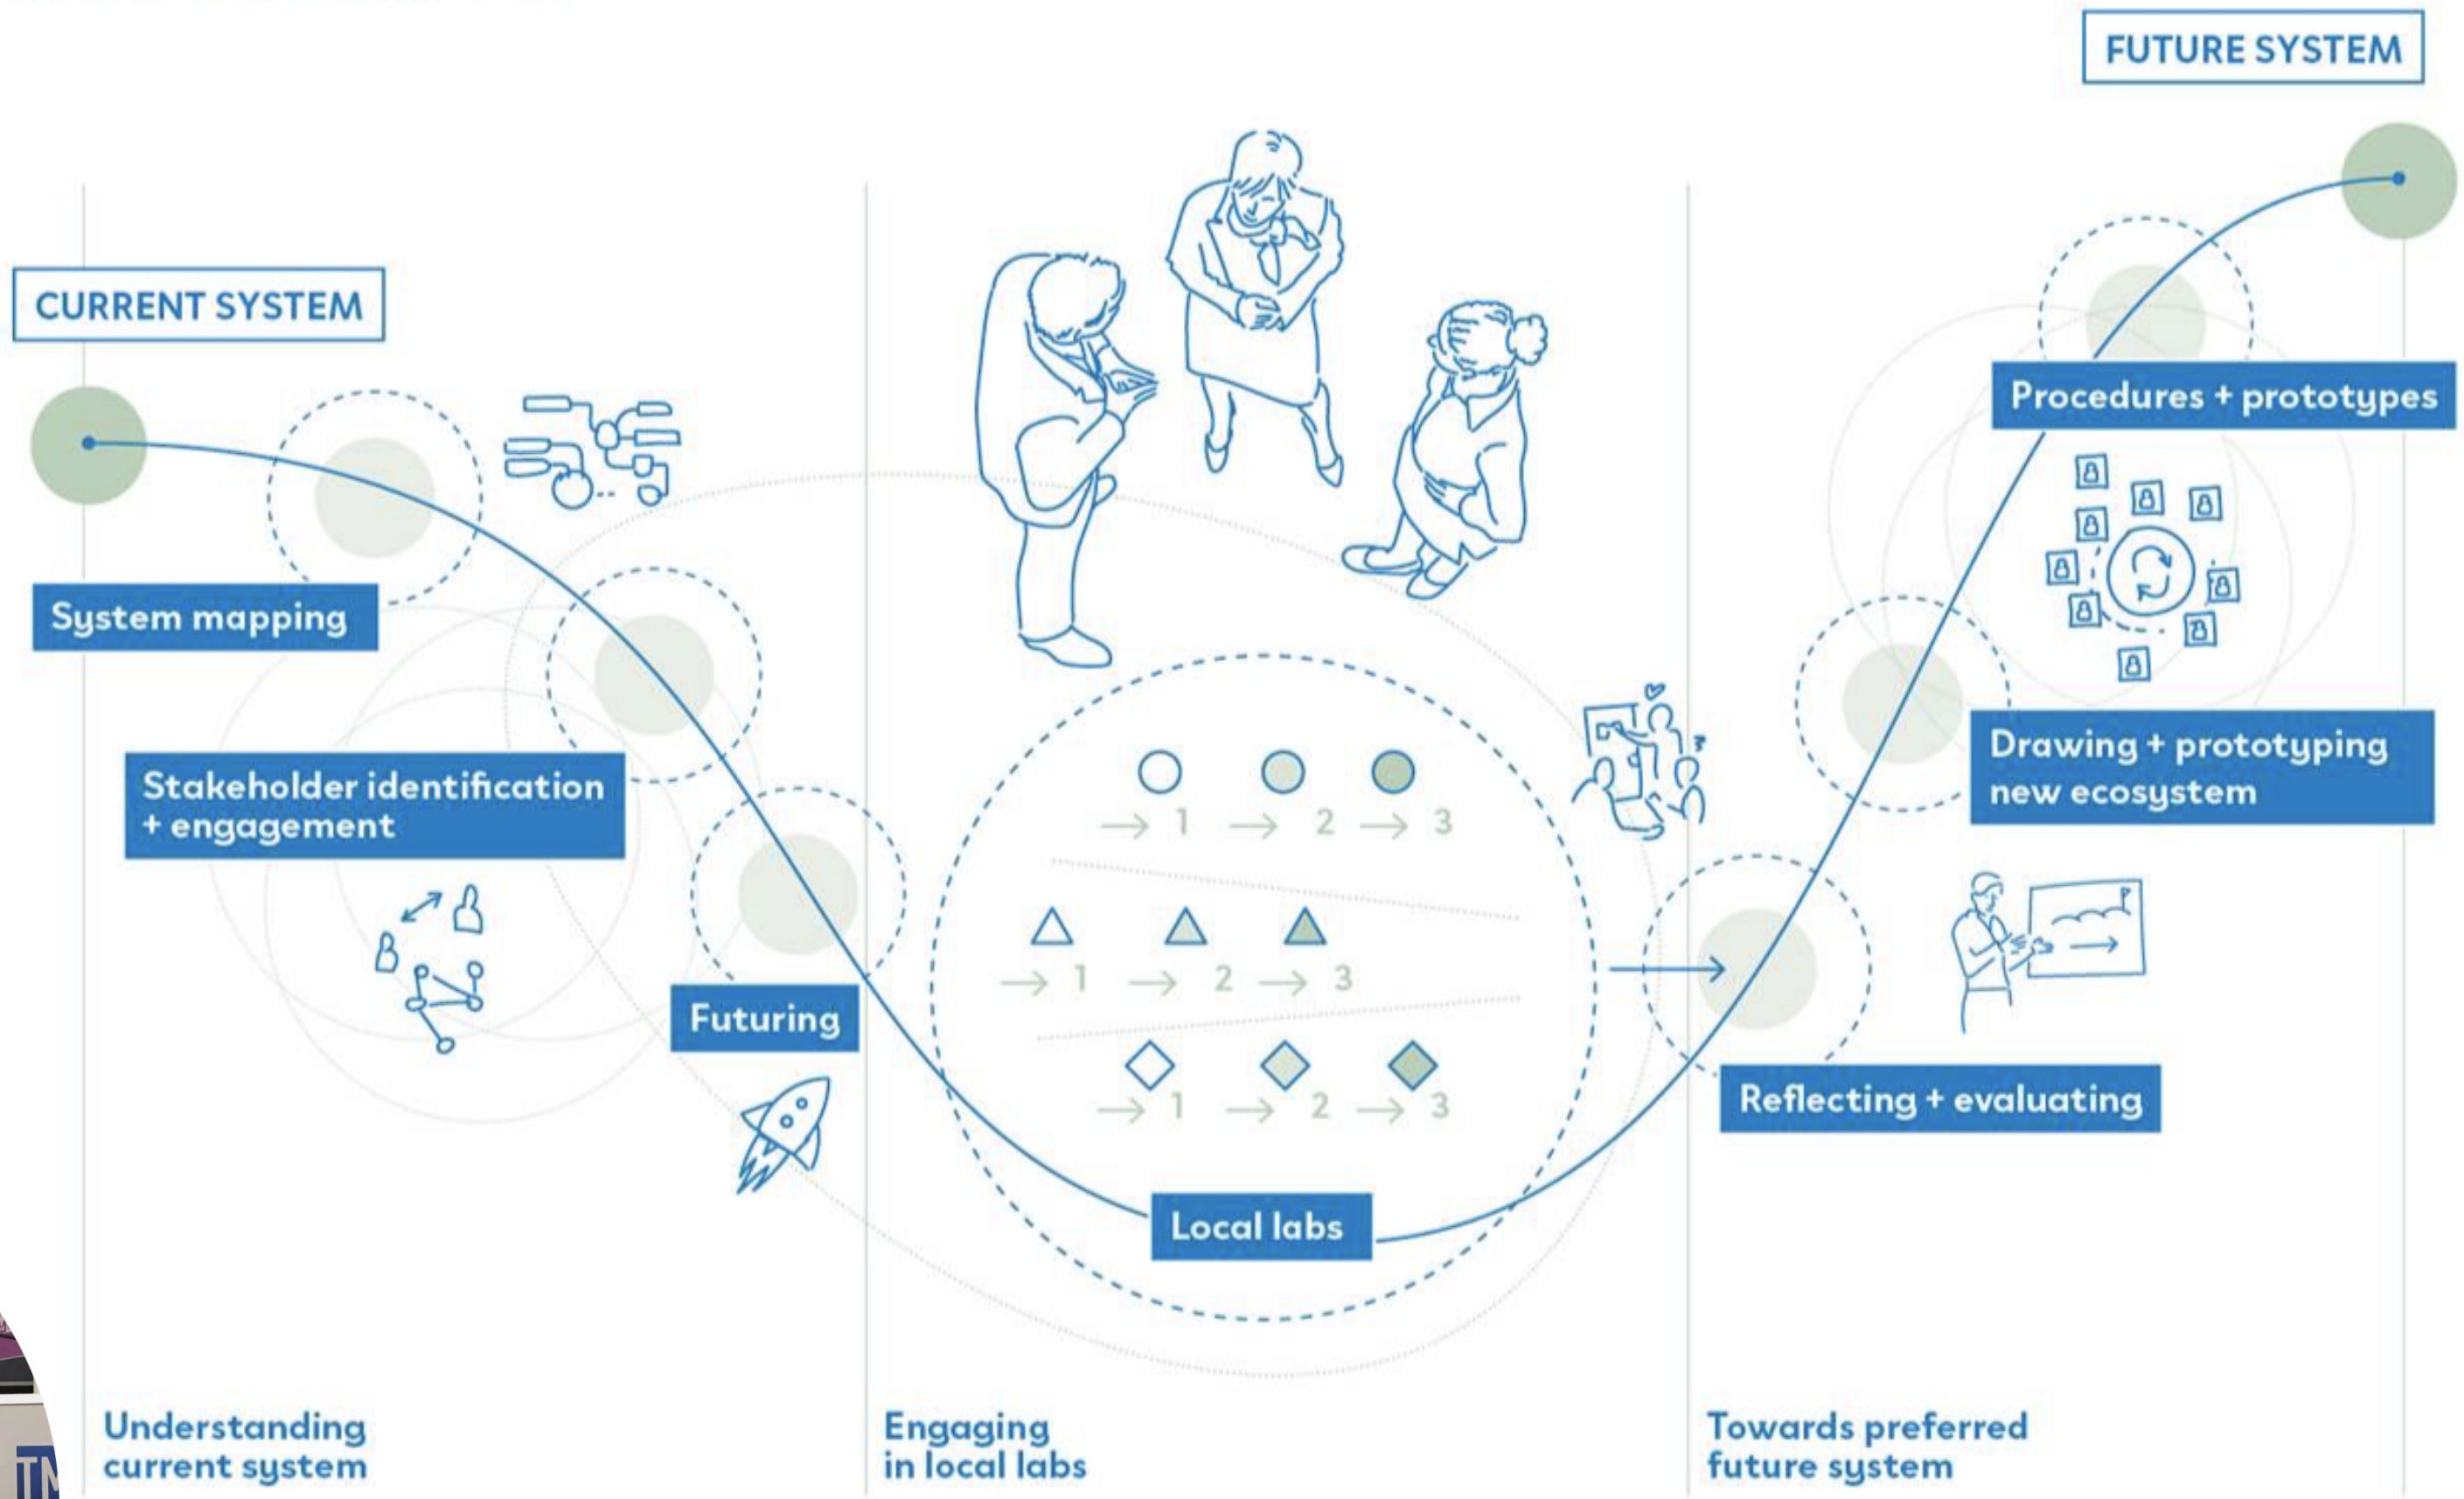 FUTURE SYSTEM
CURRENT SYSTEM
System mapping
Stakeholder identification
+ engagement
Futuring
→ 1 → 2 → 3
→ 1 → 2 → 3
→ 1 → 2 → 3
Local labs
Procedures + prototypes
Drawing + prototyping
new ecosystem
Reflecting + evaluating
Understanding
current system
Engaging
in local labs
Towards preferred
future system